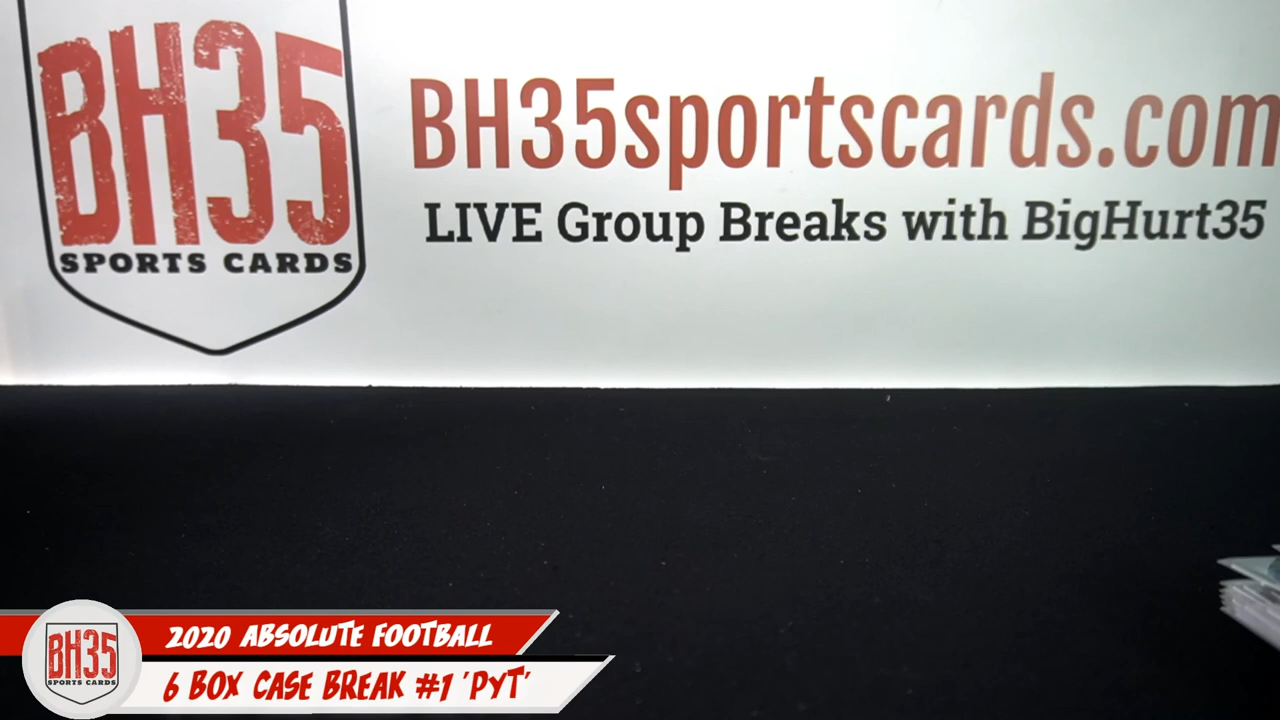 BH35
SPORTS CARDS
BH35sportscards.com
LIVE Group Breaks with BigHurt35
BH35
SPORTS CARDS
2020 ABSOLUTE FOOTBALL
6 BOX CASE BREAK #1 'PYT'